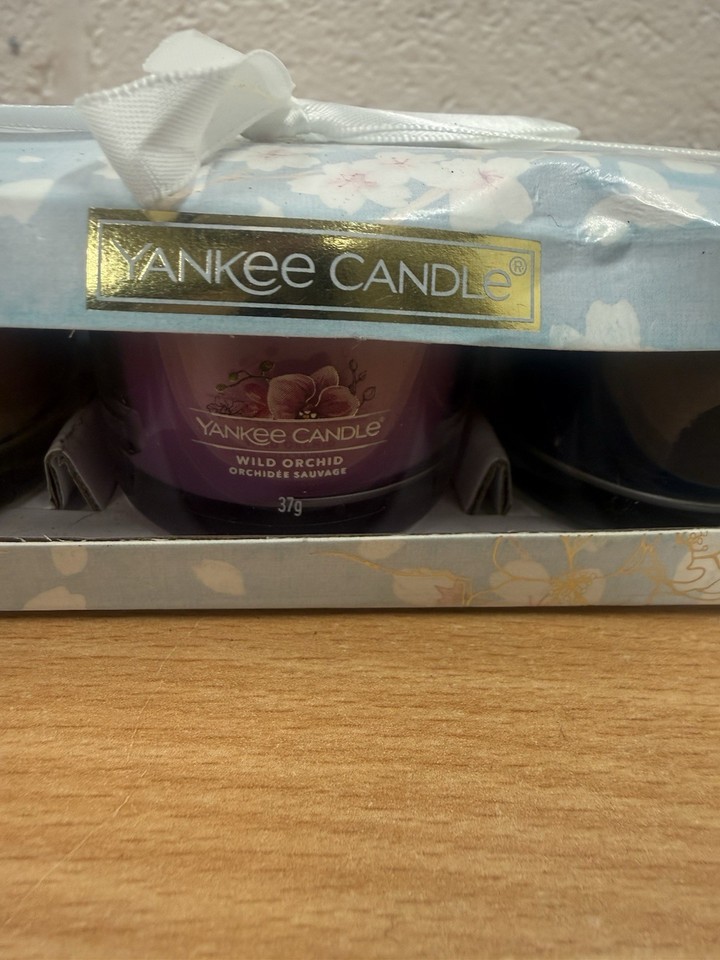 YANKee CANDLe®
YANKee CANDLe®
WILD ORCHID
ORCHIDÉE SAUVAGE
37g